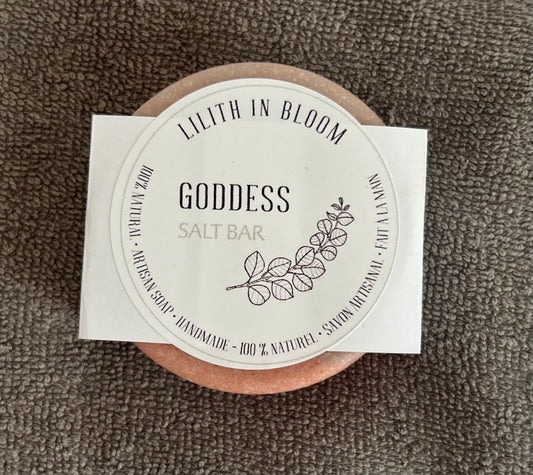 LILITH IN BLOOM
GODDESS
SALT BAR
100% NATURAL • ARTISAN SOAP • HANDMADE - 100 % NATUREL • SAVON ARTISANAL • FAIT A LA MAIN